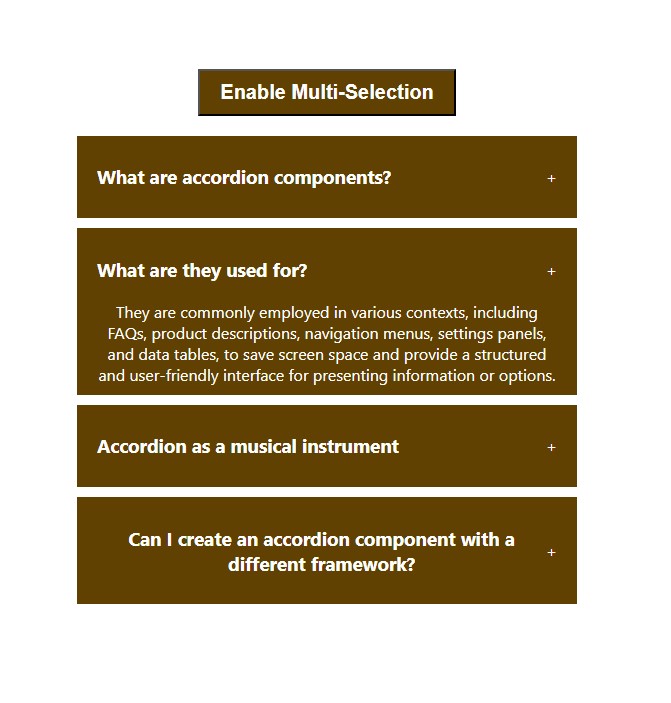 Enable Multi-Selection
What are accordion components? +
What are they used for? +
They are commonly employed in various contexts, including
FAQs, product descriptions, navigation menus, settings panels,
and data tables, to save screen space and provide a structured
and user-friendly interface for presenting information or options.
Accordion as a musical instrument +
Can I create an accordion component with a
different framework? +